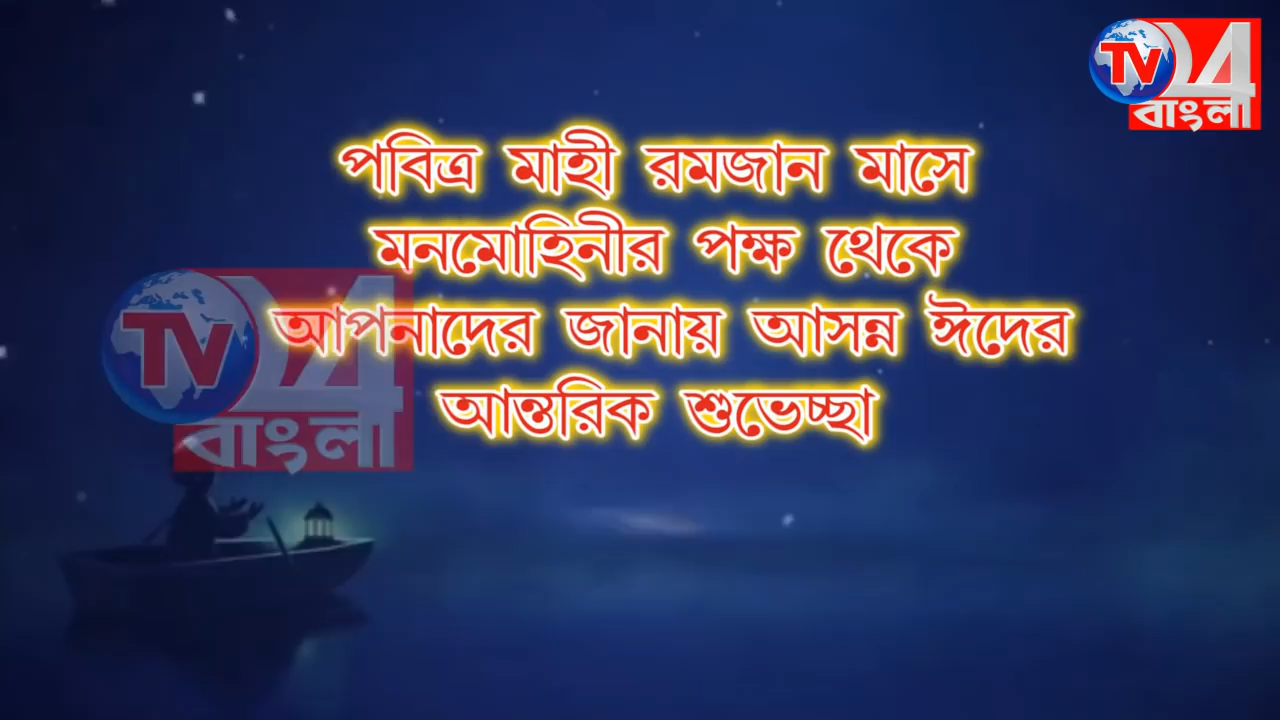 TV 24
বাংলা
পবিত্র মাহী রমজান মাসে
মনমোহিনীর পক্ষ থেকে
আপনাদের জানায় আসন্ন ঈদের
আন্তরিক শুভেচ্ছা
TV 24
বাংলা